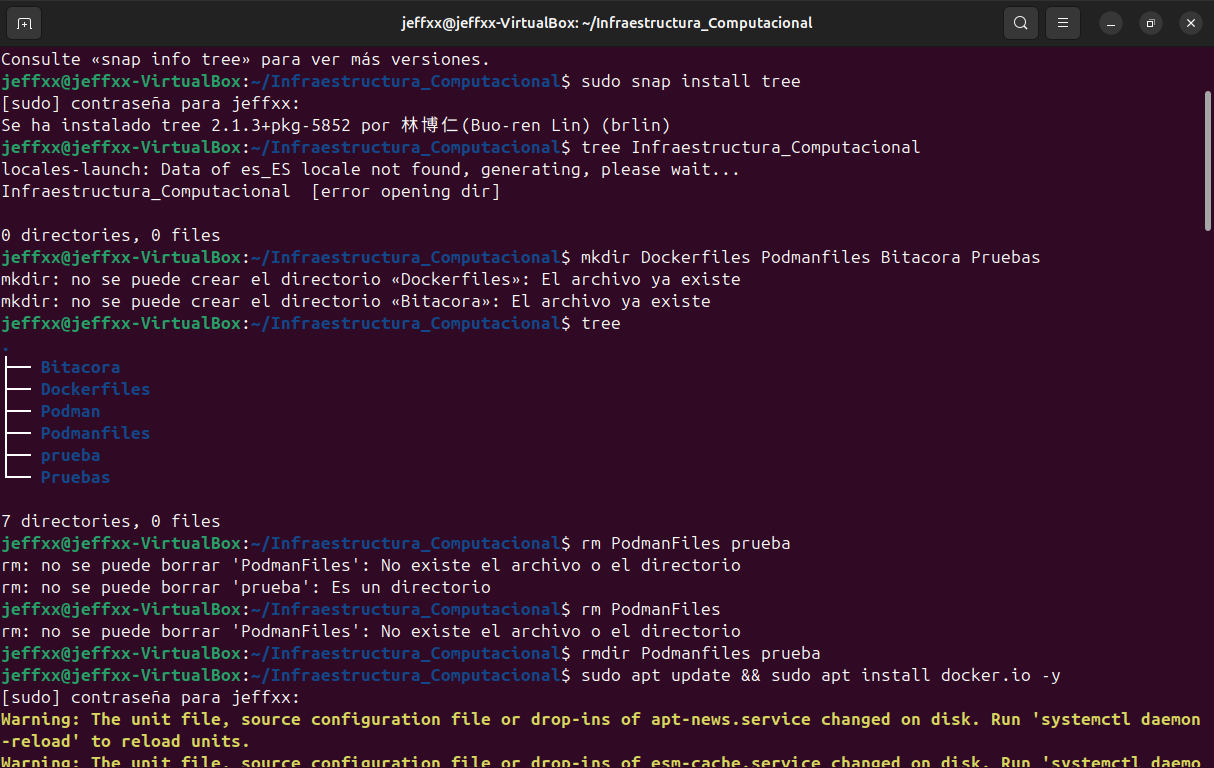 jeffxx@jeffxx-VirtualBox: ~/Infraestructura_Computacional
Consulte «snap info tree» para ver más versiones.
jeffxx@jeffxx-VirtualBox:~/Infraestructura_Computacional$ sudo snap install tree
[sudo] contraseña para jeffxx:
Se ha instalado tree 2.1.3+pkg-5852 por 林博仁(Buo-ren Lin) (brlin)
jeffxx@jeffxx-VirtualBox:~/Infraestructura_Computacional$ tree Infraestructura_Computacional
locales-launch: Data of es_ES locale not found, generating, please wait...
Infraestructura_Computacional  [error opening dir]

0 directories, 0 files
jeffxx@jeffxx-VirtualBox:~/Infraestructura_Computacional$ mkdir Dockerfiles Podmanfiles Bitacora Pruebas
mkdir: no se puede crear el directorio «Dockerfiles»: El archivo ya existe
mkdir: no se puede crear el directorio «Bitacora»: El archivo ya existe
jeffxx@jeffxx-VirtualBox:~/Infraestructura_Computacional$ tree
.
├── Bitacora
├── Dockerfiles
├── Podman
├── Podmanfiles
├── prueba
└── Pruebas

7 directories, 0 files
jeffxx@jeffxx-VirtualBox:~/Infraestructura_Computacional$ rm PodmanFiles prueba
rm: no se puede borrar 'PodmanFiles': No existe el archivo o el directorio
rm: no se puede borrar 'prueba': Es un directorio
jeffxx@jeffxx-VirtualBox:~/Infraestructura_Computacional$ rm PodmanFiles
rm: no se puede borrar 'PodmanFiles': No existe el archivo o el directorio
jeffxx@jeffxx-VirtualBox:~/Infraestructura_Computacional$ rmdir Podmanfiles prueba
jeffxx@jeffxx-VirtualBox:~/Infraestructura_Computacional$ sudo apt update && sudo apt install docker.io -y
[sudo] contraseña para jeffxx:
Warning: The unit file, source configuration file or drop-ins of apt-news.service changed on disk. Run 'systemctl daemon
-reload' to reload units.
Warning: The unit file, source configuration file or drop-ins of esm-cache.service changed on disk. Run 'systemctl daemo